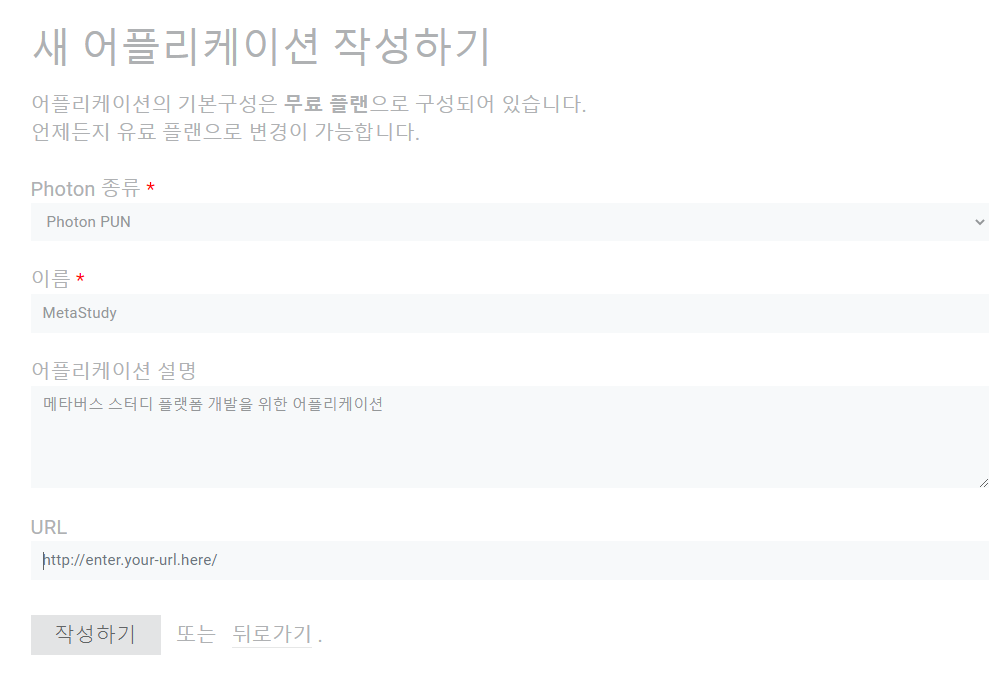 새 어플리케이션 작성하기
어플리케이션의 기본구성은 무료 플랜으로 구성되어 있습니다.
언제든지 유료 플랜으로 변경이 가능합니다.
Photon 종류 *
Photon PUN
이름 *
MetaStudy
어플리케이션 설명
메타버스 스터디 플랫폼 개발을 위한 어플리케이션
URL
http://enter.your-url.here/
작성하기 또는 뒤로가기 .